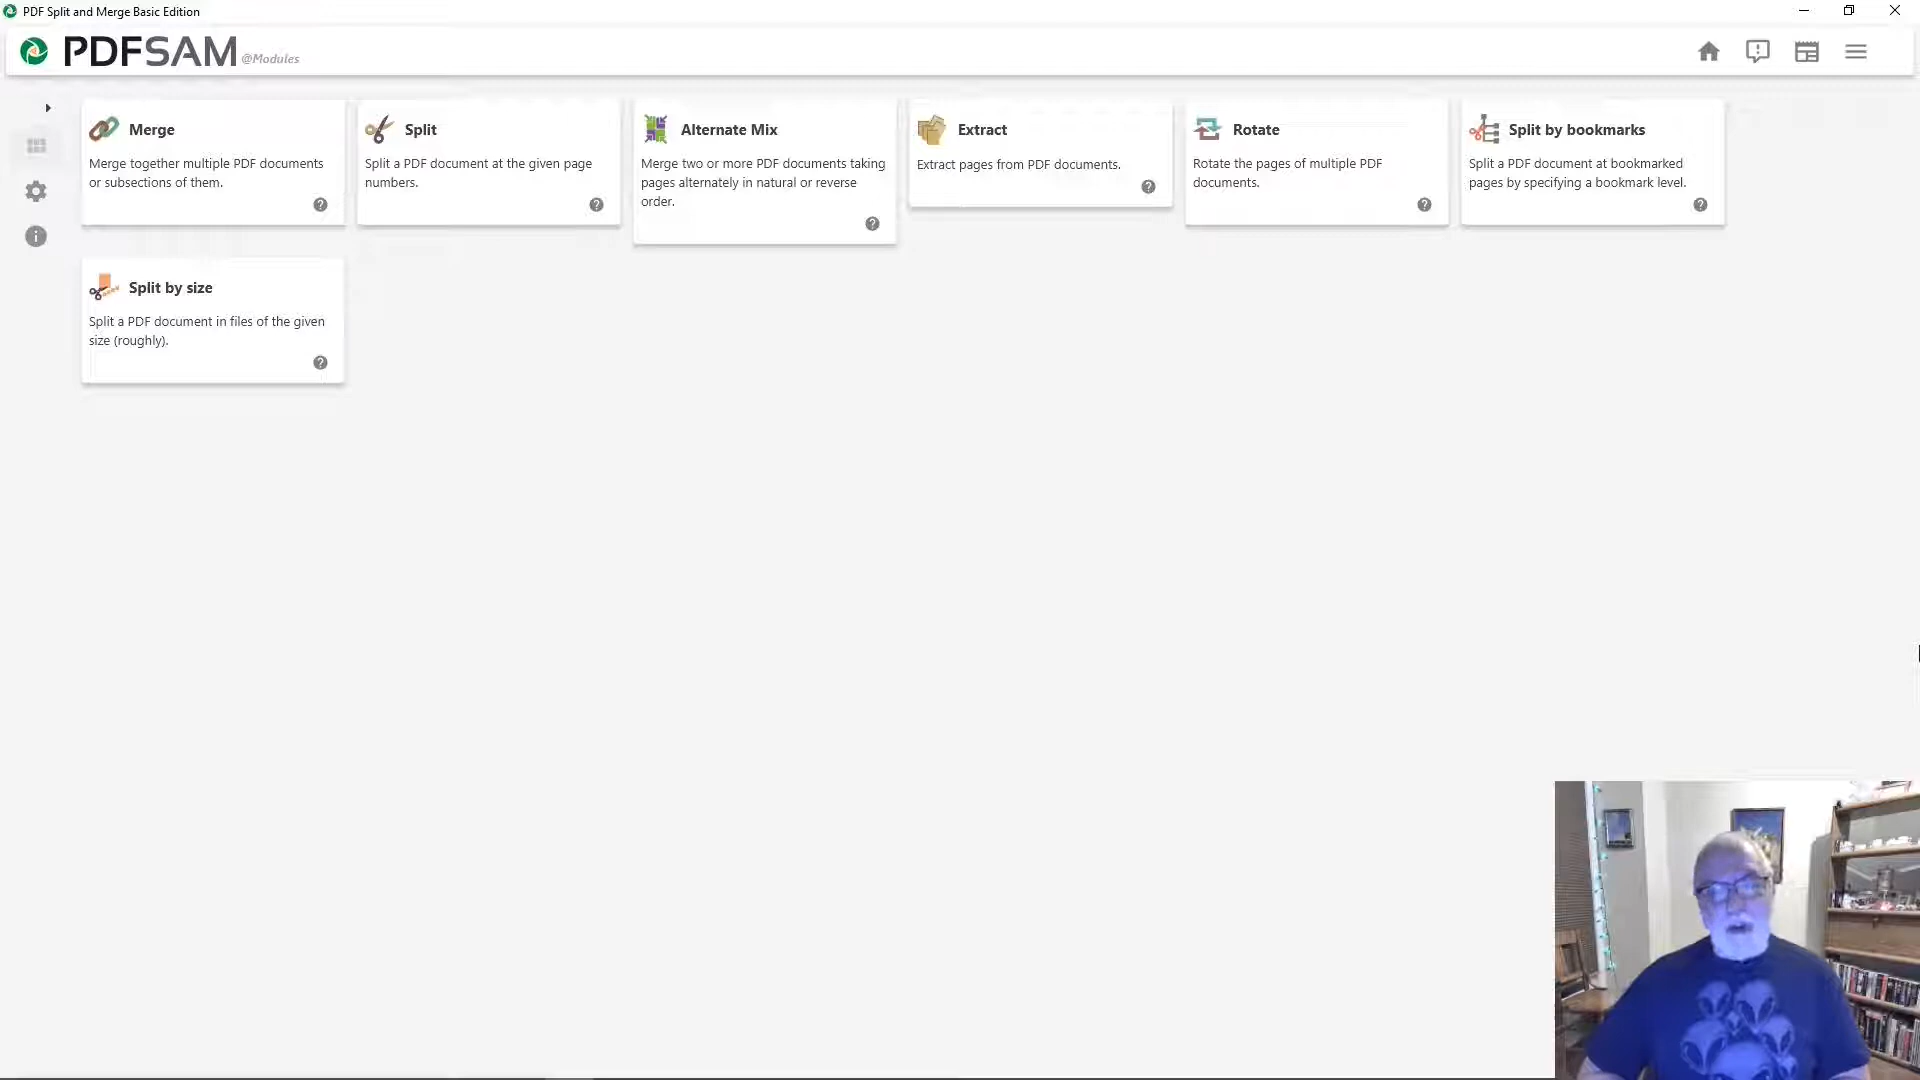 PDF Split and Merge Basic Edition
PDFSAM @Modules
Merge
Merge together multiple PDF documents
or subsections of them.
Split
Split a PDF document at the given page
numbers.
Alternate Mix
Merge two or more PDF documents taking
pages alternately in natural or reverse
order.
Extract
Extract pages from PDF documents.
Rotate
Rotate the pages of multiple PDF
documents.
Split by bookmarks
Split a PDF document at bookmarked
pages by specifying a bookmark level.
Split by size
Split a PDF document in files of the given
size (roughly).